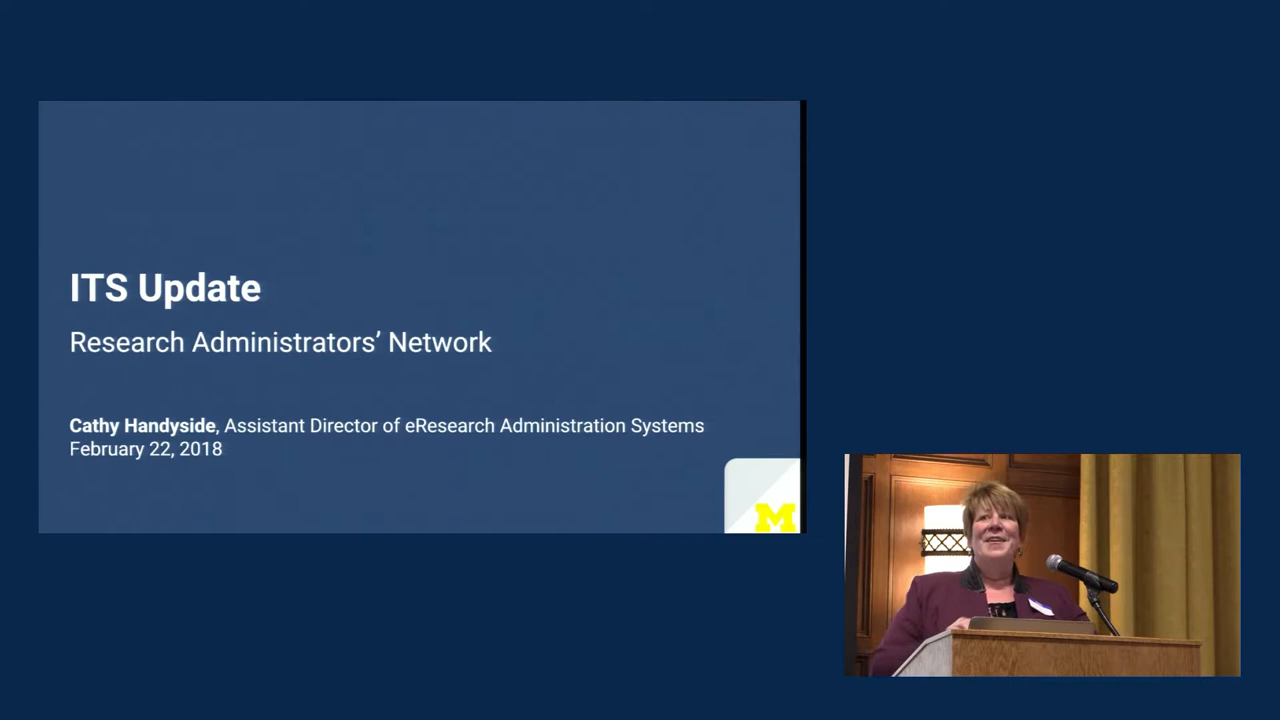 ITS Update
Research Administrators’ Network
Cathy Handyside, Assistant Director of eResearch Administration Systems
February 22, 2018
M